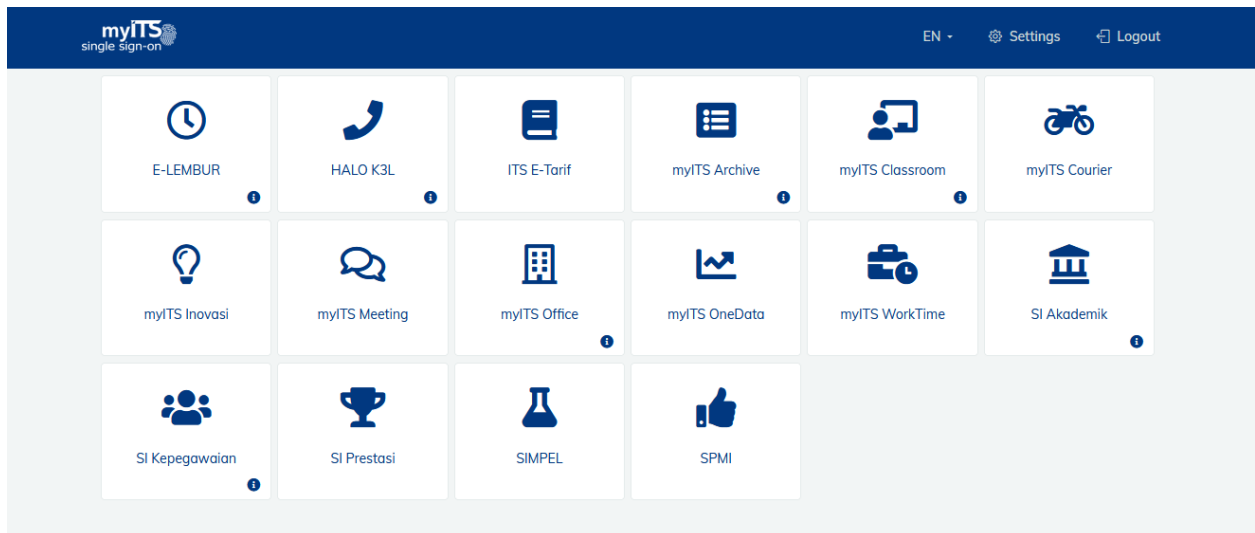 myITS
single sign-on
EN
Settings
Logout
E-LEMBUR
HALO K3L
ITS E-Tarif
myITS Archive
myITS Classroom
myITS Courier
myITS Inovasi
myITS Meeting
myITS Office
myITS OneData
myITS WorkTime
SI Akademik
SI Kepegawaian
SI Prestasi
SIMPEL
SPMI